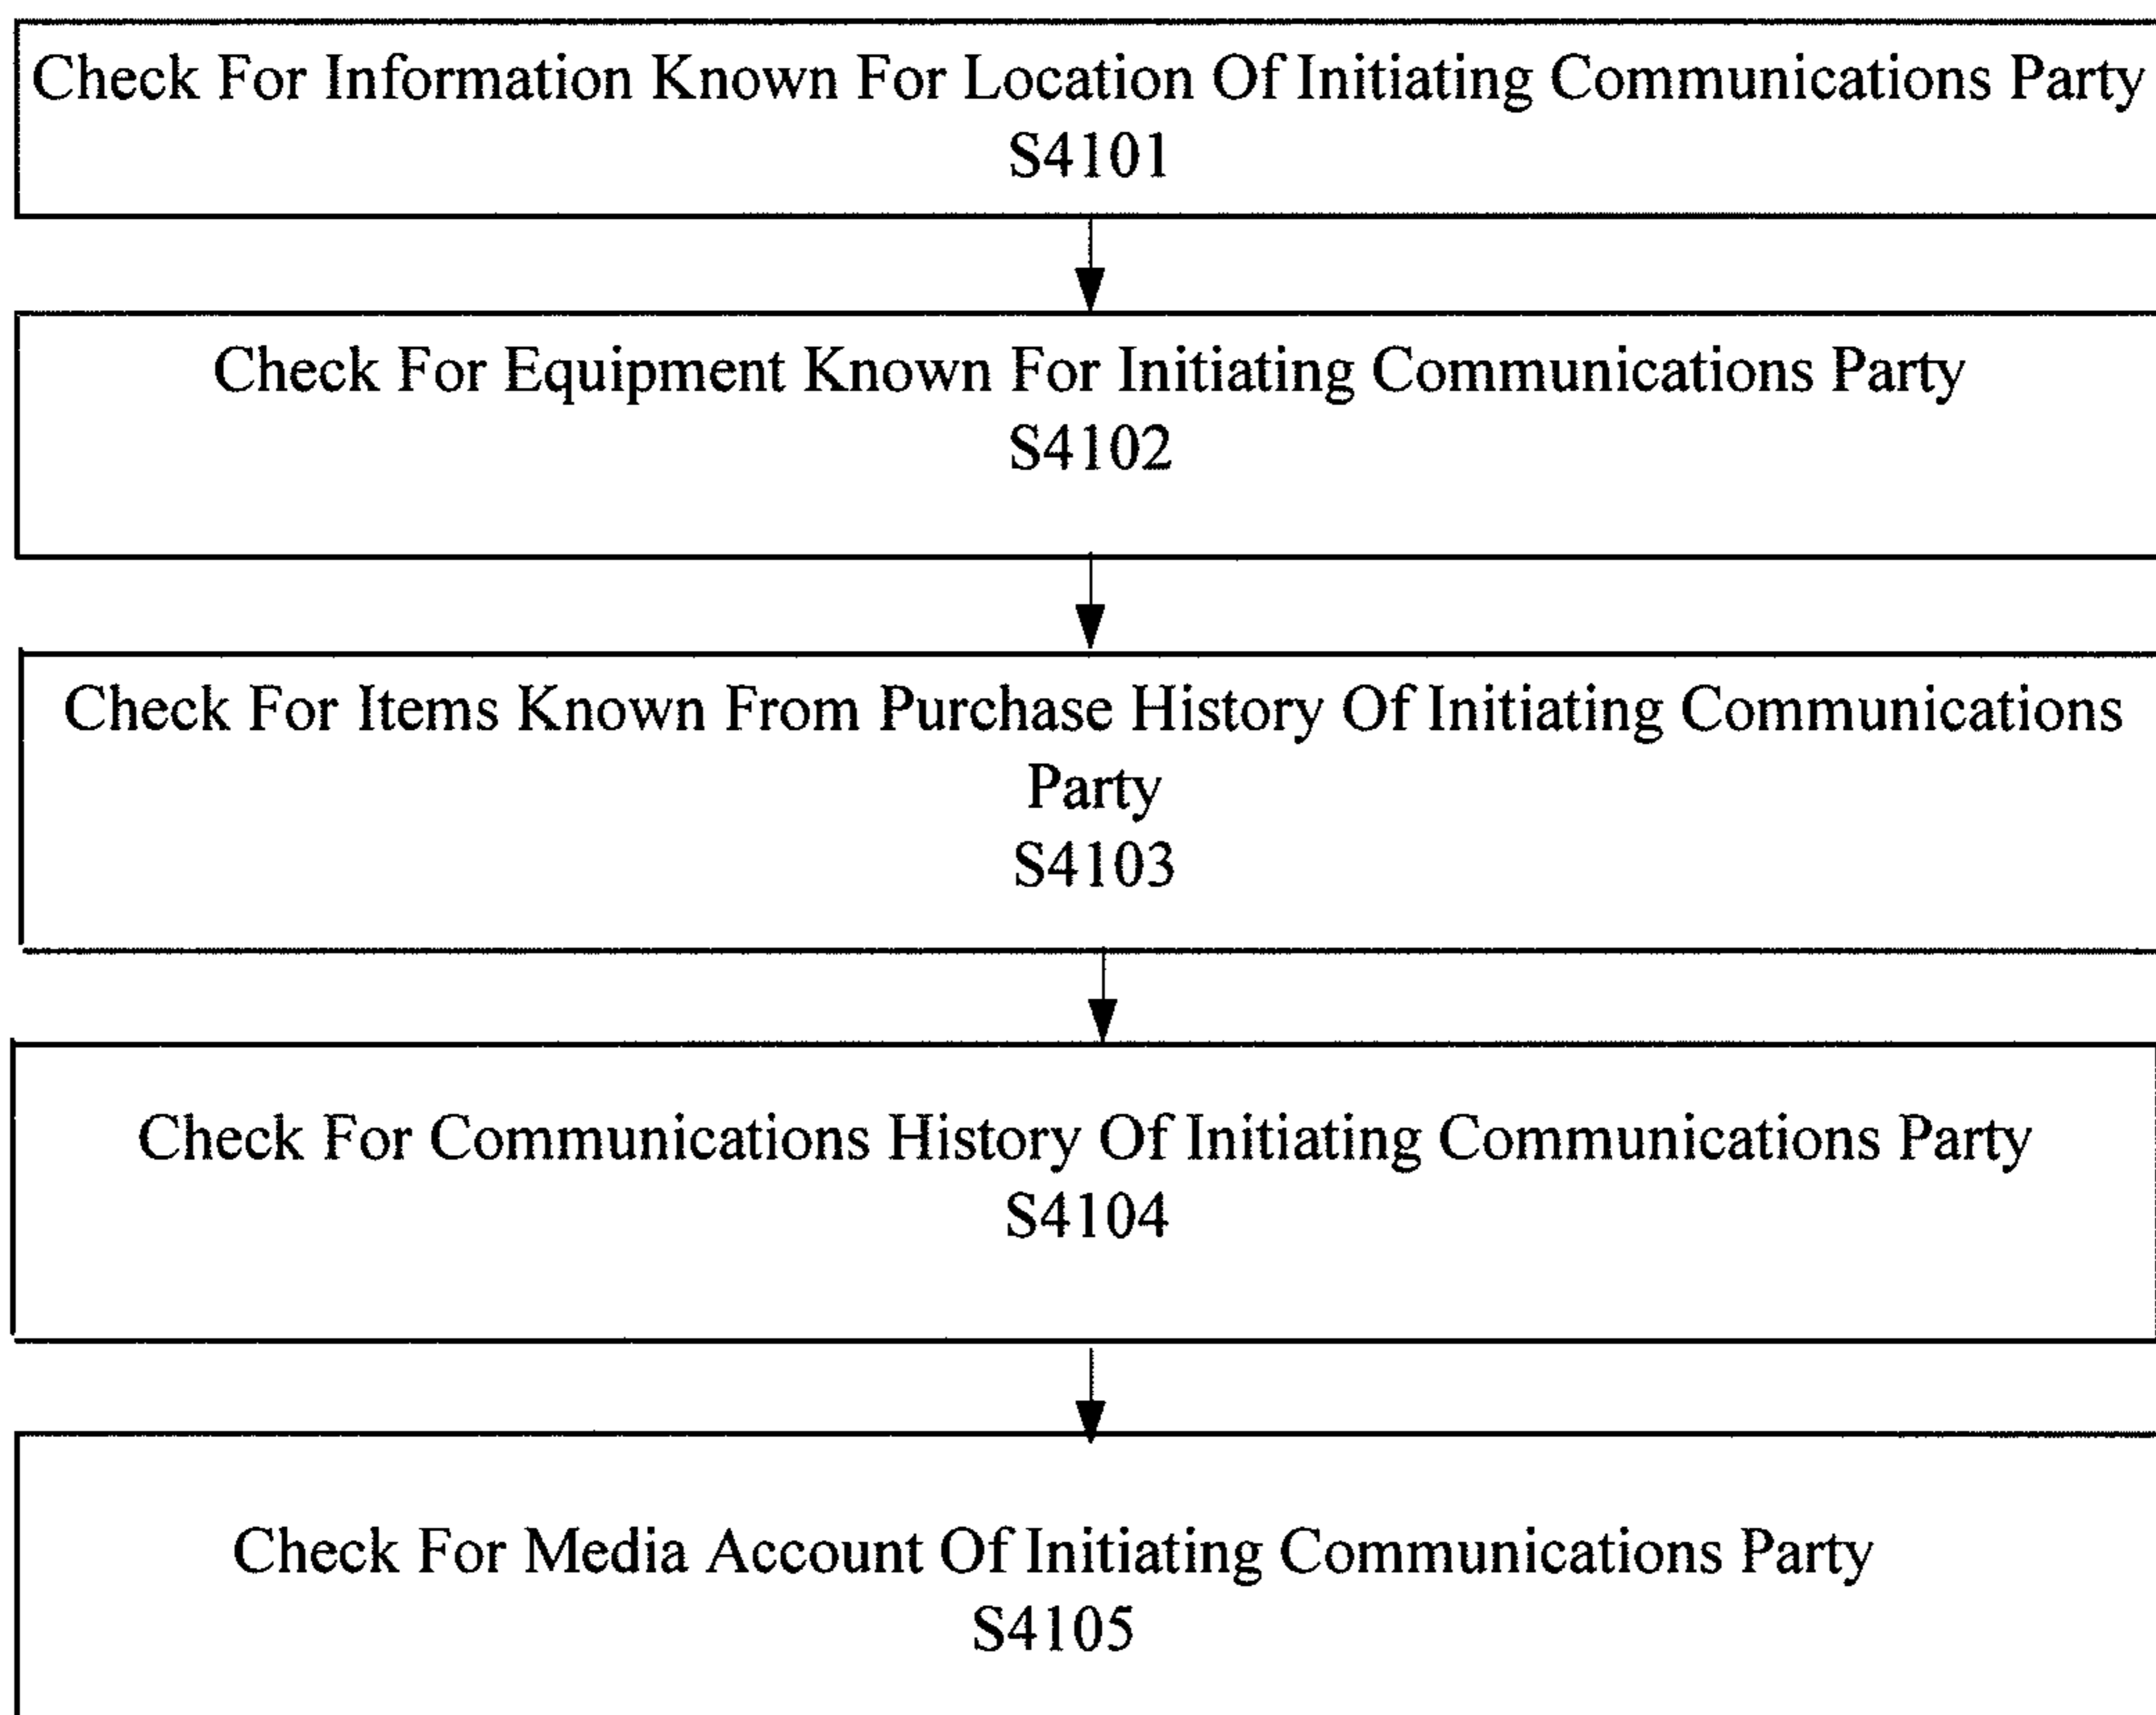 Check For Information Known For Location Of Initiating Communications Party
S4101
Check For Equipment Known For Initiating Communications Party
S4102
Check For Items Known From Purchase History Of Initiating Communications
Party
S4103
Check For Communications History Of Initiating Communications Party
S4104
Check For Media Account Of Initiating Communications Party
S4105